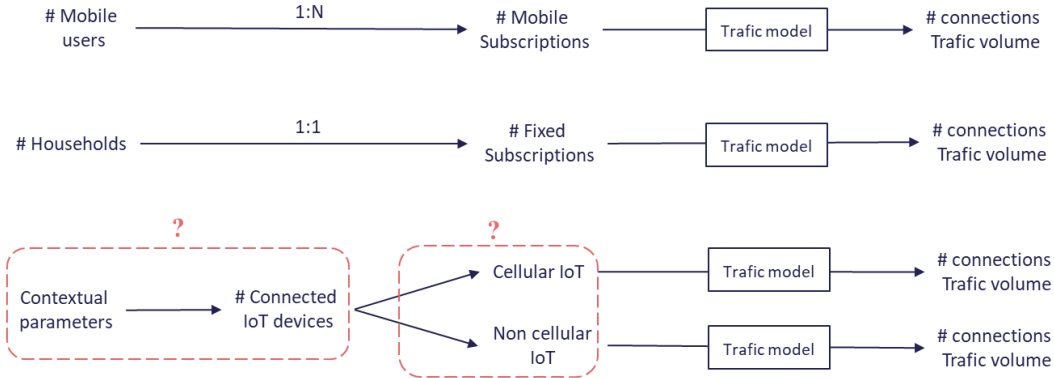 # Mobile
users
1:N
# Mobile
Subscriptions
Trafic model
# connections
Trafic volume
# Households
1:1
# Fixed
Subscriptions
Trafic model
# connections
Trafic volume
?
?
Contextual
parameters
# Connected
IoT devices
Cellular IoT
Trafic model
# connections
Trafic volume
Non cellular
IoT
Trafic model
# connections
Trafic volume